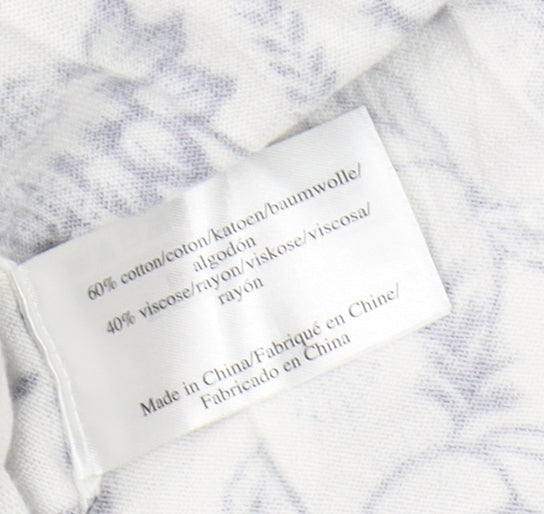 60% cotton/coton/katoen/baumwolle/
algodón
40% viscose/rayon/viskose/viscosa/
rayón
Made in China/Fabriqué en Chine/
Fabricado en China